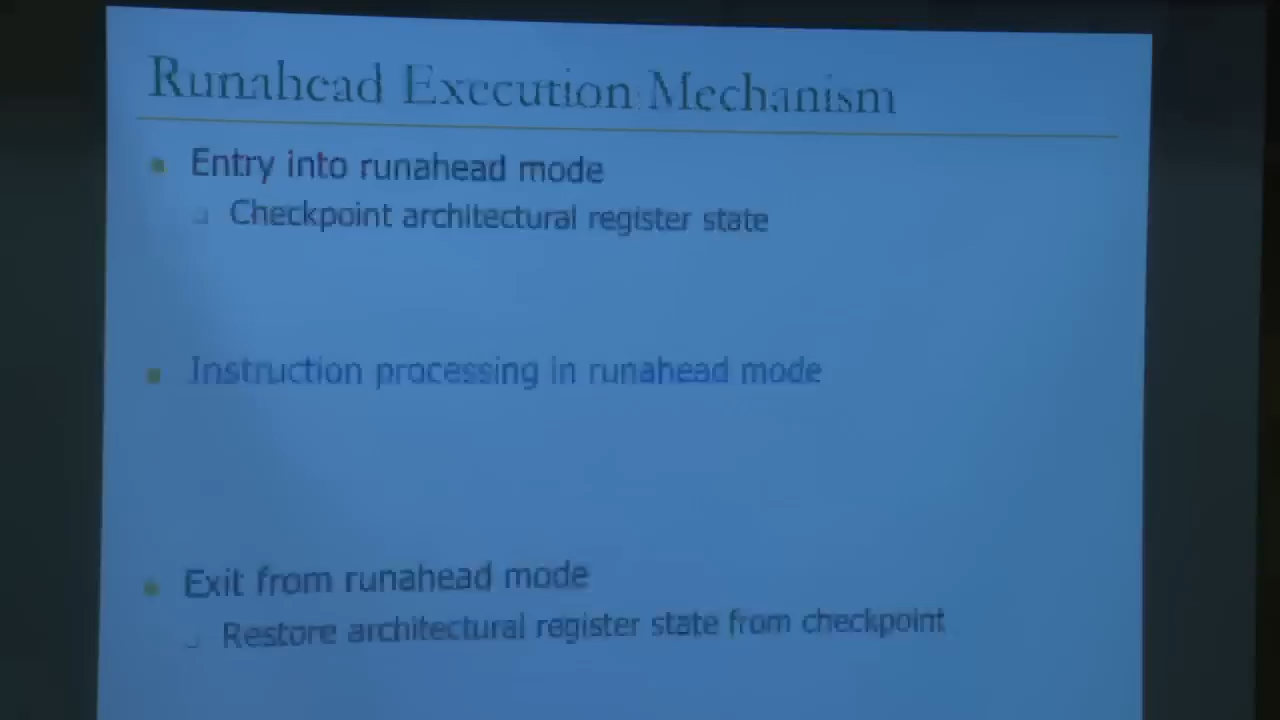 Runahead Execution Mechanism
Entry into runahead mode
Checkpoint architectural register state
Instruction processing in runahead mode
Exit from runahead mode
Restore architectural register state from checkpoint